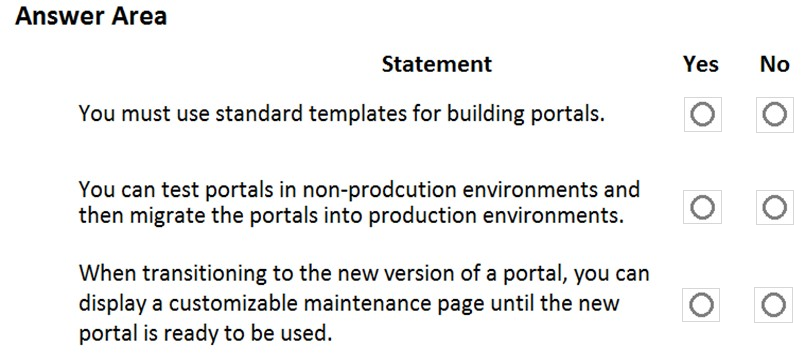 Answer Area
Statement Yes No
You must use standard templates for building portals.
You can test portals in non-prodcution environments and
then migrate the portals into production environments.
When transitioning to the new version of a portal, you can
display a customizable maintenance page until the new
portal is ready to be used.